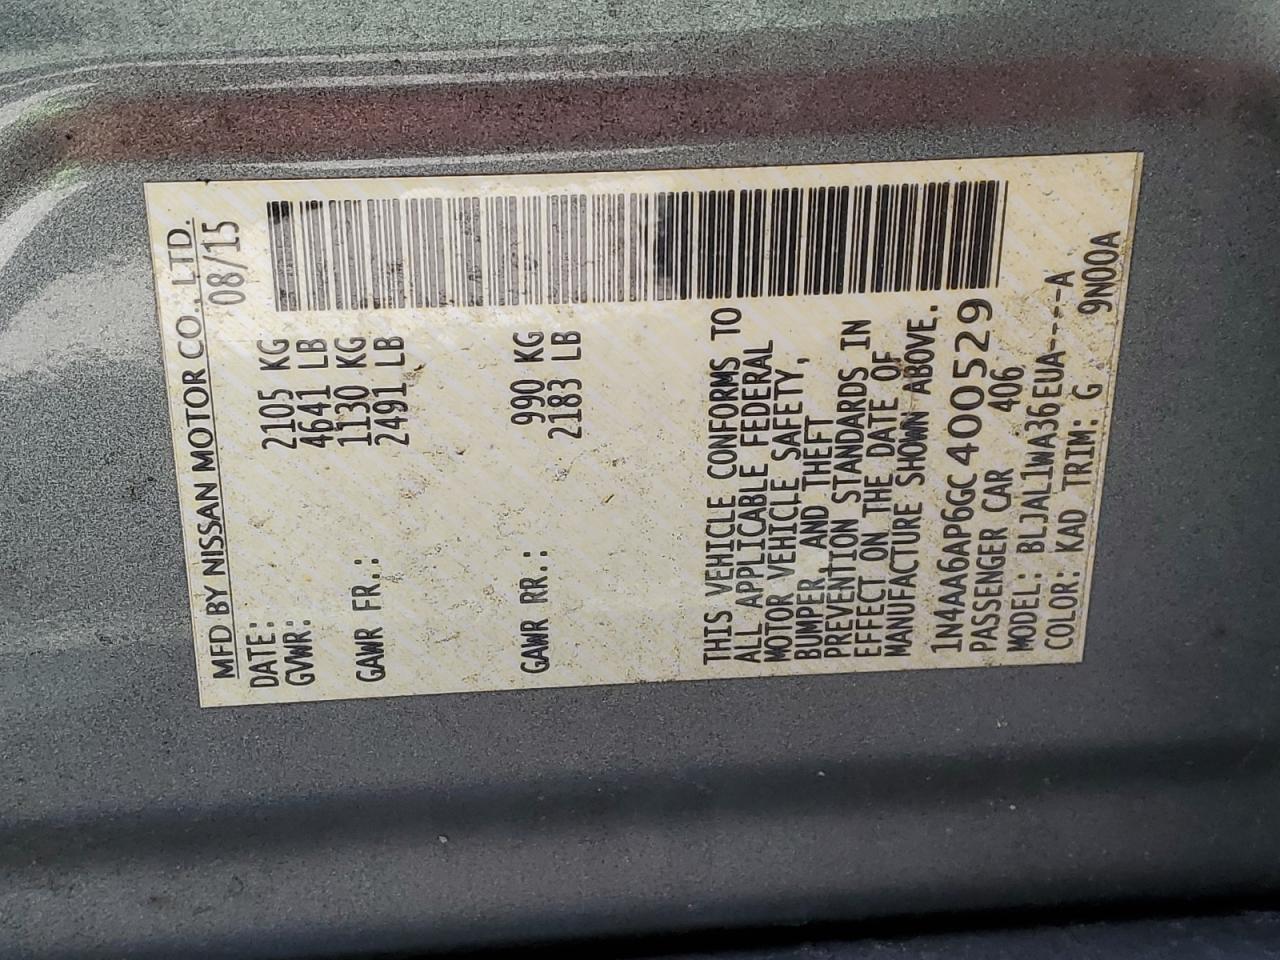 MFD BY NISSAN MOTOR CO., LTD.
DATE: 08/15
GVWR: 2105 KG
4641 LB
GAWR FR.: 1130 KG
2491 LB
GAWR RR.: 990 KG
2183 LB
THIS VEHICLE CONFORMS TO
ALL APPLICABLE FEDERAL
MOTOR VEHICLE SAFETY,
BUMPER, AND THEFT
PREVENTION STANDARDS IN
EFFECT ON THE DATE OF
MANUFACTURE SHOWN ABOVE.
1N4AA6AP6GC400529
PASSENGER CAR 406
MODEL: BLJAL1WA36EUA----A
COLOR: KAD TRIM: G 9N00A